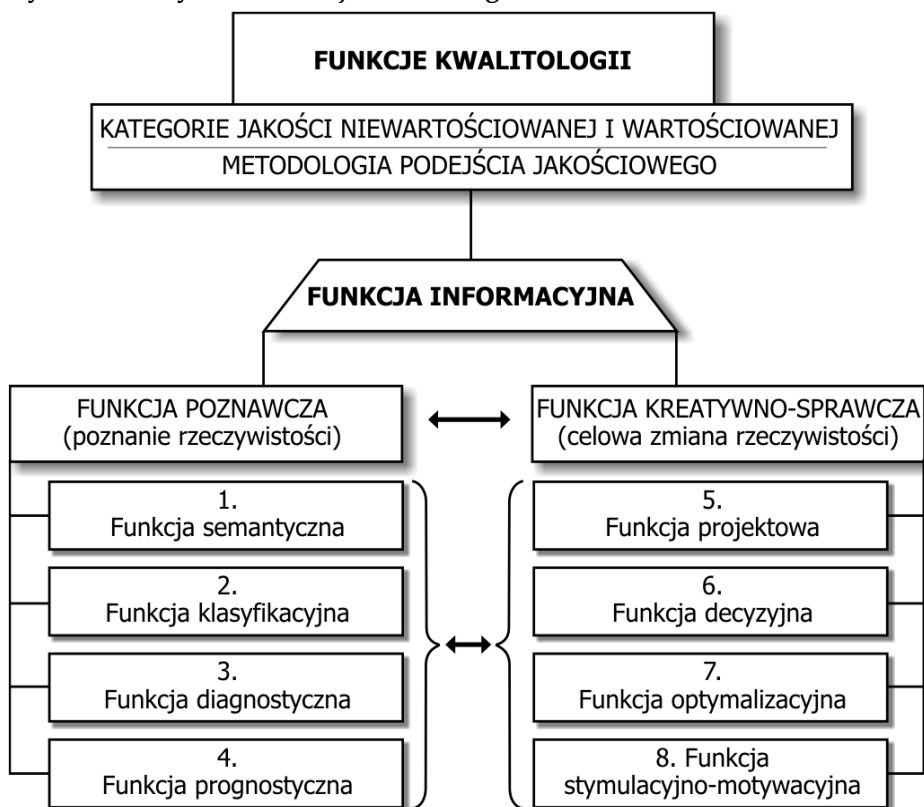 FUNKCJE KWALITOLOGII
KATEGORIE JAKOŚCI NIEWARTOŚCIOWANEJ I WARTOŚCIOWANEJ
METODOLOGIA PODEJŚCIA JAKOŚCIOWEGO
FUNKCJA INFORMACYJNA
FUNKCJA POZNAWCZA
(poznanie rzeczywistości)
1.
Funkcja semantyczna
2.
Funkcja klasyfikacyjna
3.
Funkcja diagnostyczna
4.
Funkcja prognostyczna
FUNKCJA KREATYWNO-SPRAWCZA
(celowa zmiana rzeczywistości)
5.
Funkcja projektowa
6.
Funkcja decyzyjna
7.
Funkcja optymalizacyjna
8. Funkcja
stymulacyjno-motywacyjna